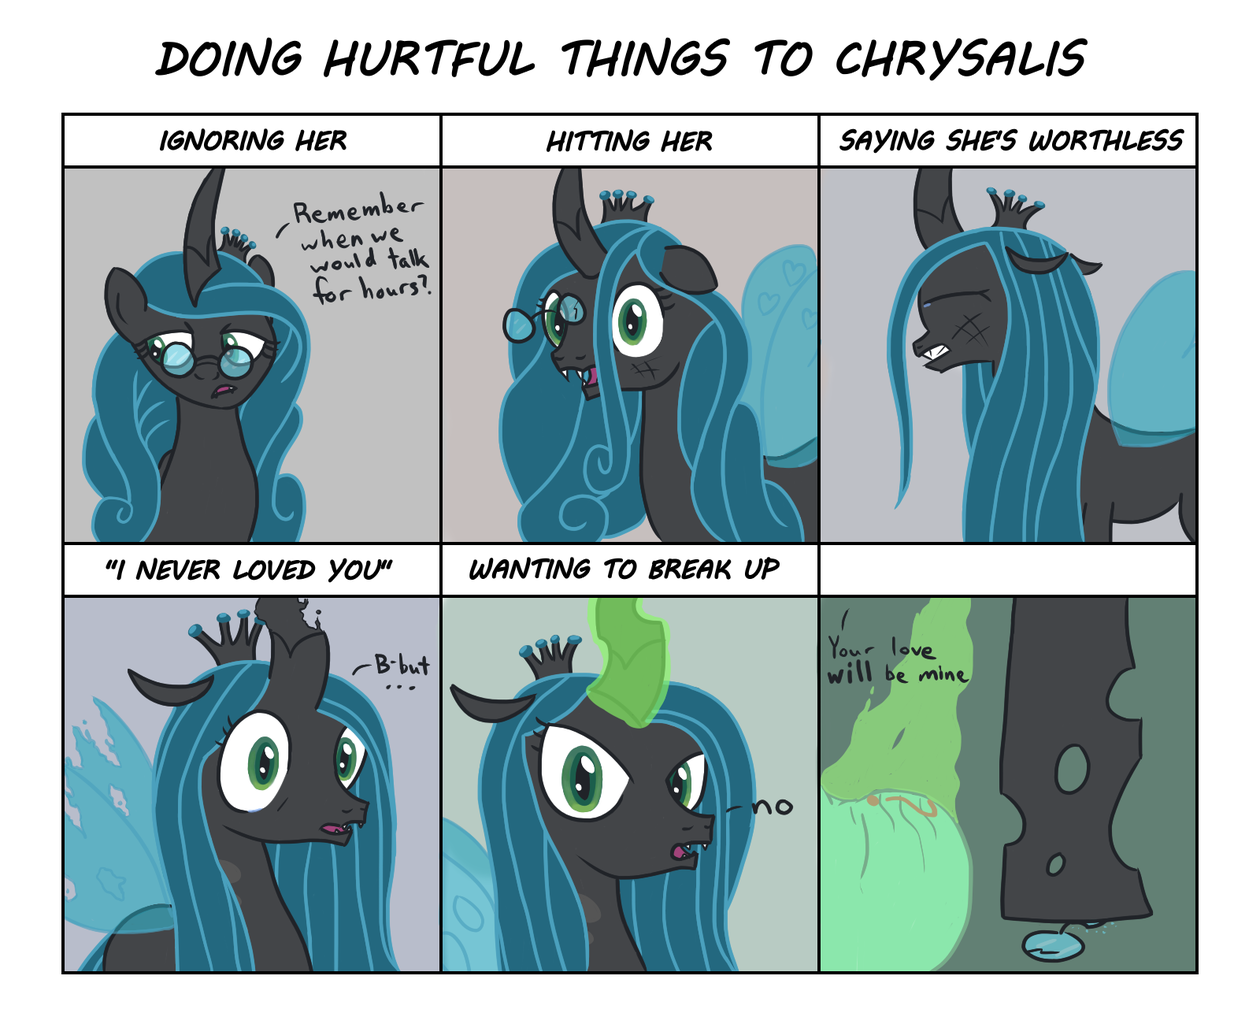 DOING HURTFUL THINGS TO CHRYSALIS
IGNORING HER
HITTING HER
SAYING SHE'S WORTHLESS
Remember
when we
would talk
for hours?
"I NEVER LOVED YOU"
WANTING TO BREAK UP
B-but
...
no
Your love
will be mine